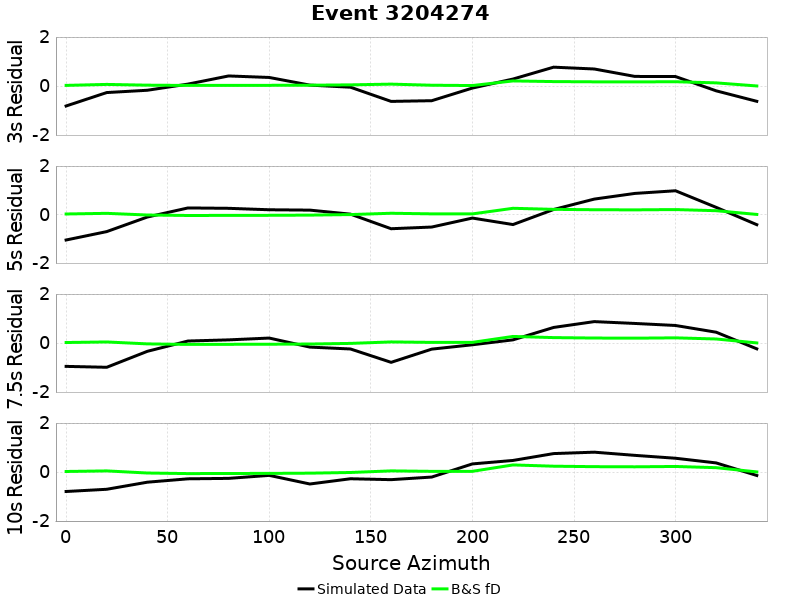 Event 3204274
3s Residual
2
0
-2
5s Residual
2
0
-2
7.5s Residual
2
0
-2
10s Residual
2
0
-2
0 50 100 150 200 250 300
Source Azimuth
Simulated Data B&S fD